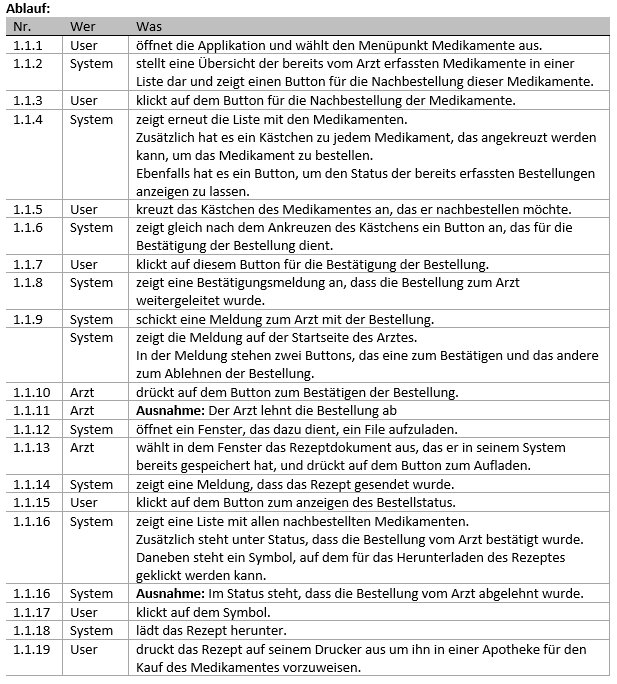 Ablauf:
Nr. Wer Was
1.1.1 User öffnet die Applikation und wählt den Menüpunkt Medikamente aus.
1.1.2 System stellt eine Übersicht der bereits vom Arzt erfassten Medikamente in einer
Liste dar und zeigt einen Button für die Nachbestellung dieser Medikamente.
1.1.3 User klickt auf dem Button für die Nachbestellung der Medikamente.
1.1.4 System zeigt erneut die Liste mit den Medikamenten.
Zusätzlich hat es ein Kästchen zu jedem Medikament, das angekreuzt werden
kann, um das Medikament zu bestellen.
Ebenfalls hat es ein Button, um den Status der bereits erfassten Bestellungen
anzeigen zu lassen.
1.1.5 User kreuzt das Kästchen des Medikamentes an, das er nachbestellen möchte.
1.1.6 System zeigt gleich nach dem Ankreuzen des Kästchens ein Button an, das für die
Bestätigung der Bestellung dient.
1.1.7 User klickt auf diesem Button für die Bestätigung der Bestellung.
1.1.8 System zeigt eine Bestätigungsmeldung an, dass die Bestellung zum Arzt
weitergeleitet wurde.
1.1.9 System schickt eine Meldung zum Arzt mit der Bestellung.
System zeigt die Meldung auf der Startseite des Arztes.
In der Meldung stehen zwei Buttons, das eine zum Bestätigen und das andere
zum Ablehnen der Bestellung.
1.1.10 Arzt drückt auf dem Button zum Bestätigen der Bestellung.
1.1.11 Arzt Ausnahme: Der Arzt lehnt die Bestellung ab
1.1.12 System öffnet ein Fenster, das dazu dient, ein File aufzuladen.
1.1.13 Arzt wählt in dem Fenster das Rezeptdokument aus, das er in seinem System
bereits gespeichert hat, und drückt auf dem Button zum Aufladen.
1.1.14 System zeigt eine Meldung, dass das Rezept gesendet wurde.
1.1.15 User klickt auf dem Button zum anzeigen des Bestellstatus.
1.1.16 System zeigt eine Liste mit allen nachbestellten Medikamenten.
Zusätzlich steht unter Status, dass die Bestellung vom Arzt bestätigt wurde.
Daneben steht ein Symbol, auf dem für das Herunterladen des Rezeptes
geklickt werden kann.
1.1.16 System Ausnahme: Im Status steht, dass die Bestellung vom Arzt abgelehnt wurde.
1.1.17 User klickt auf dem Symbol.
1.1.18 System lädt das Rezept herunter.
1.1.19 User druckt das Rezept auf seinem Drucker aus um ihn in einer Apotheke für den
Kauf des Medikamentes vorzuweisen.